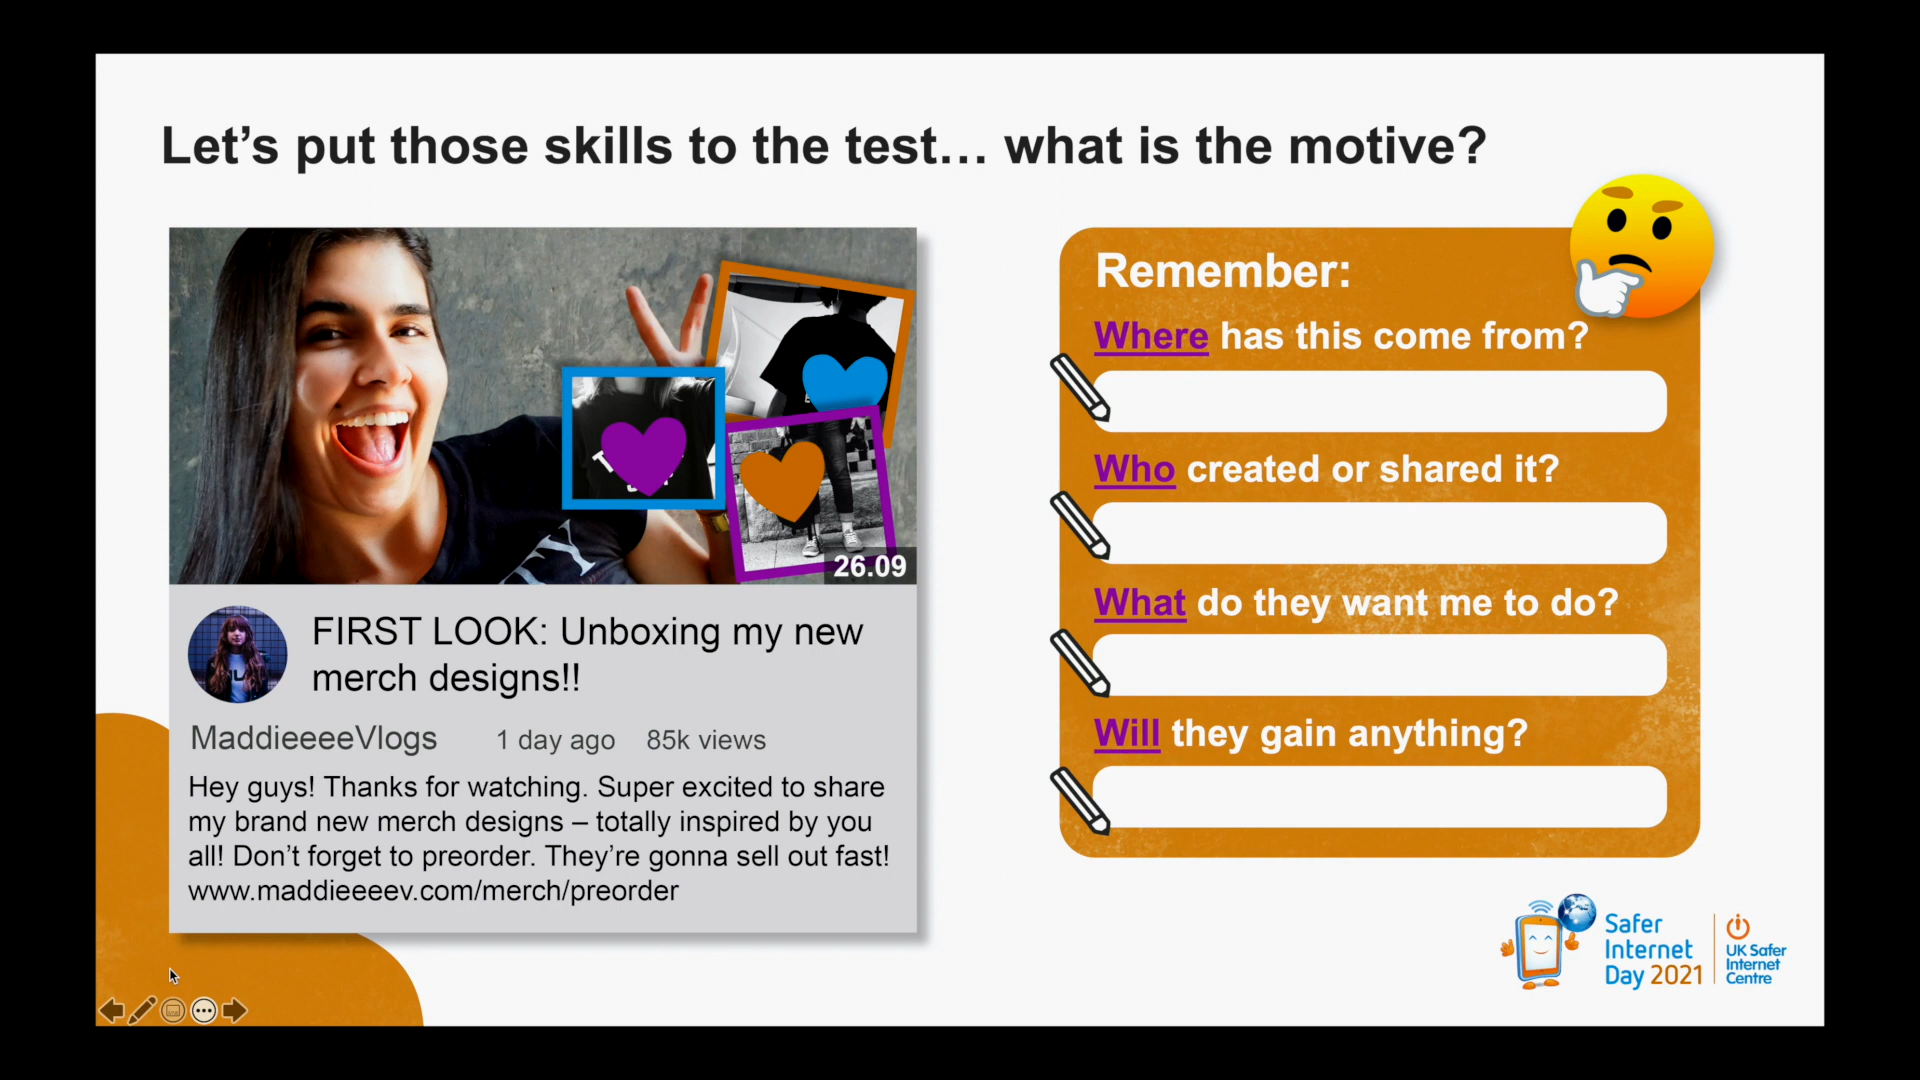 Let’s put those skills to the test… what is the motive?
26.09
FIRST LOOK: Unboxing my new
merch designs!!
MaddieeeeVlogs 1 day ago 85k views
Hey guys! Thanks for watching. Super excited to share
my brand new merch designs – totally inspired by you
all! Don’t forget to preorder. They’re gonna sell out fast!
www.maddieeeev.com/merch/preorder
Remember:
Where has this come from?
Who created or shared it?
What do they want me to do?
Will they gain anything?
Safer
Internet
Day 2021
UK Safer
Internet
Centre